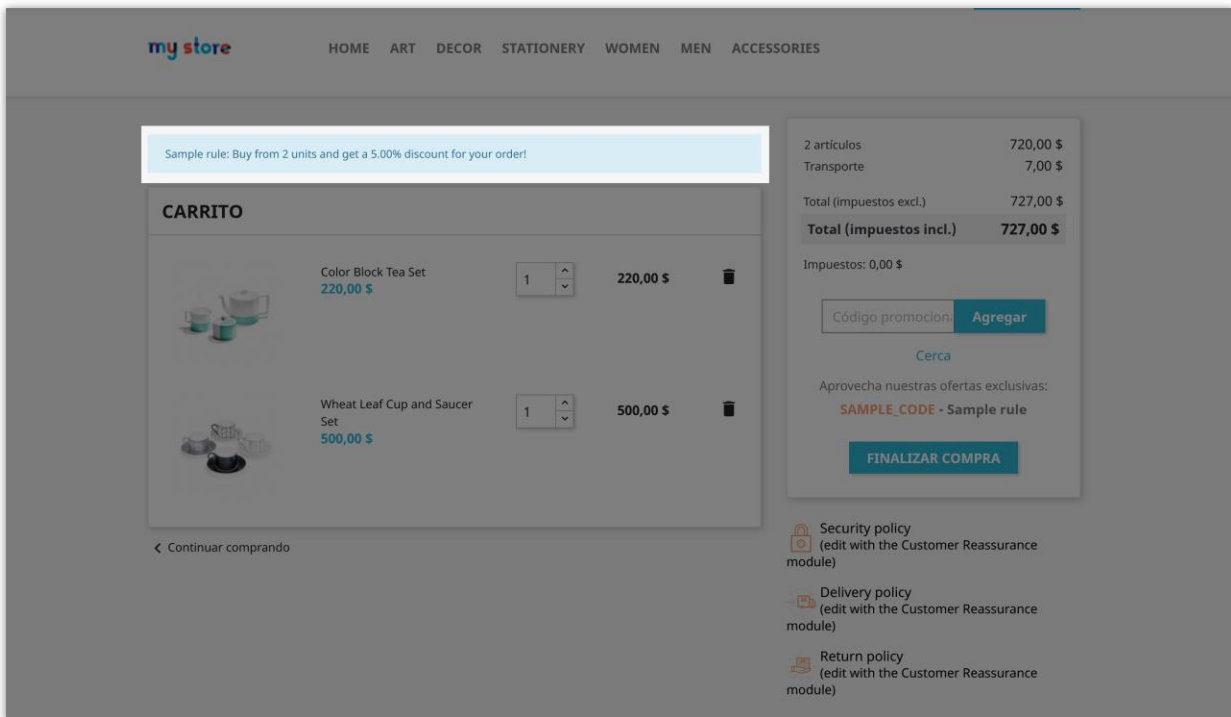 my store
HOME ART DECOR STATIONERY WOMEN MEN ACCESSORIES
Sample rule: Buy from 2 units and get a 5.00% discount for your order!
CARRITO
Color Block Tea Set
220,00 $
1
220,00 $
Wheat Leaf Cup and Saucer
Set
500,00 $
1
500,00 $
Continuar comprando
2 artículos 720,00 $
Transporte 7,00 $
Total (impuestos excl.) 727,00 $
Total (impuestos incl.) 727,00 $
Impuestos: 0,00 $
Código promocion Agregar
Cerca
Aprovecha nuestras ofertas exclusivas:
SAMPLE_CODE - Sample rule
FINALIZAR COMPRA
Security policy
(edit with the Customer Reassurance
module)
Delivery policy
(edit with the Customer Reassurance
module)
Return policy
(edit with the Customer Reassurance
module)